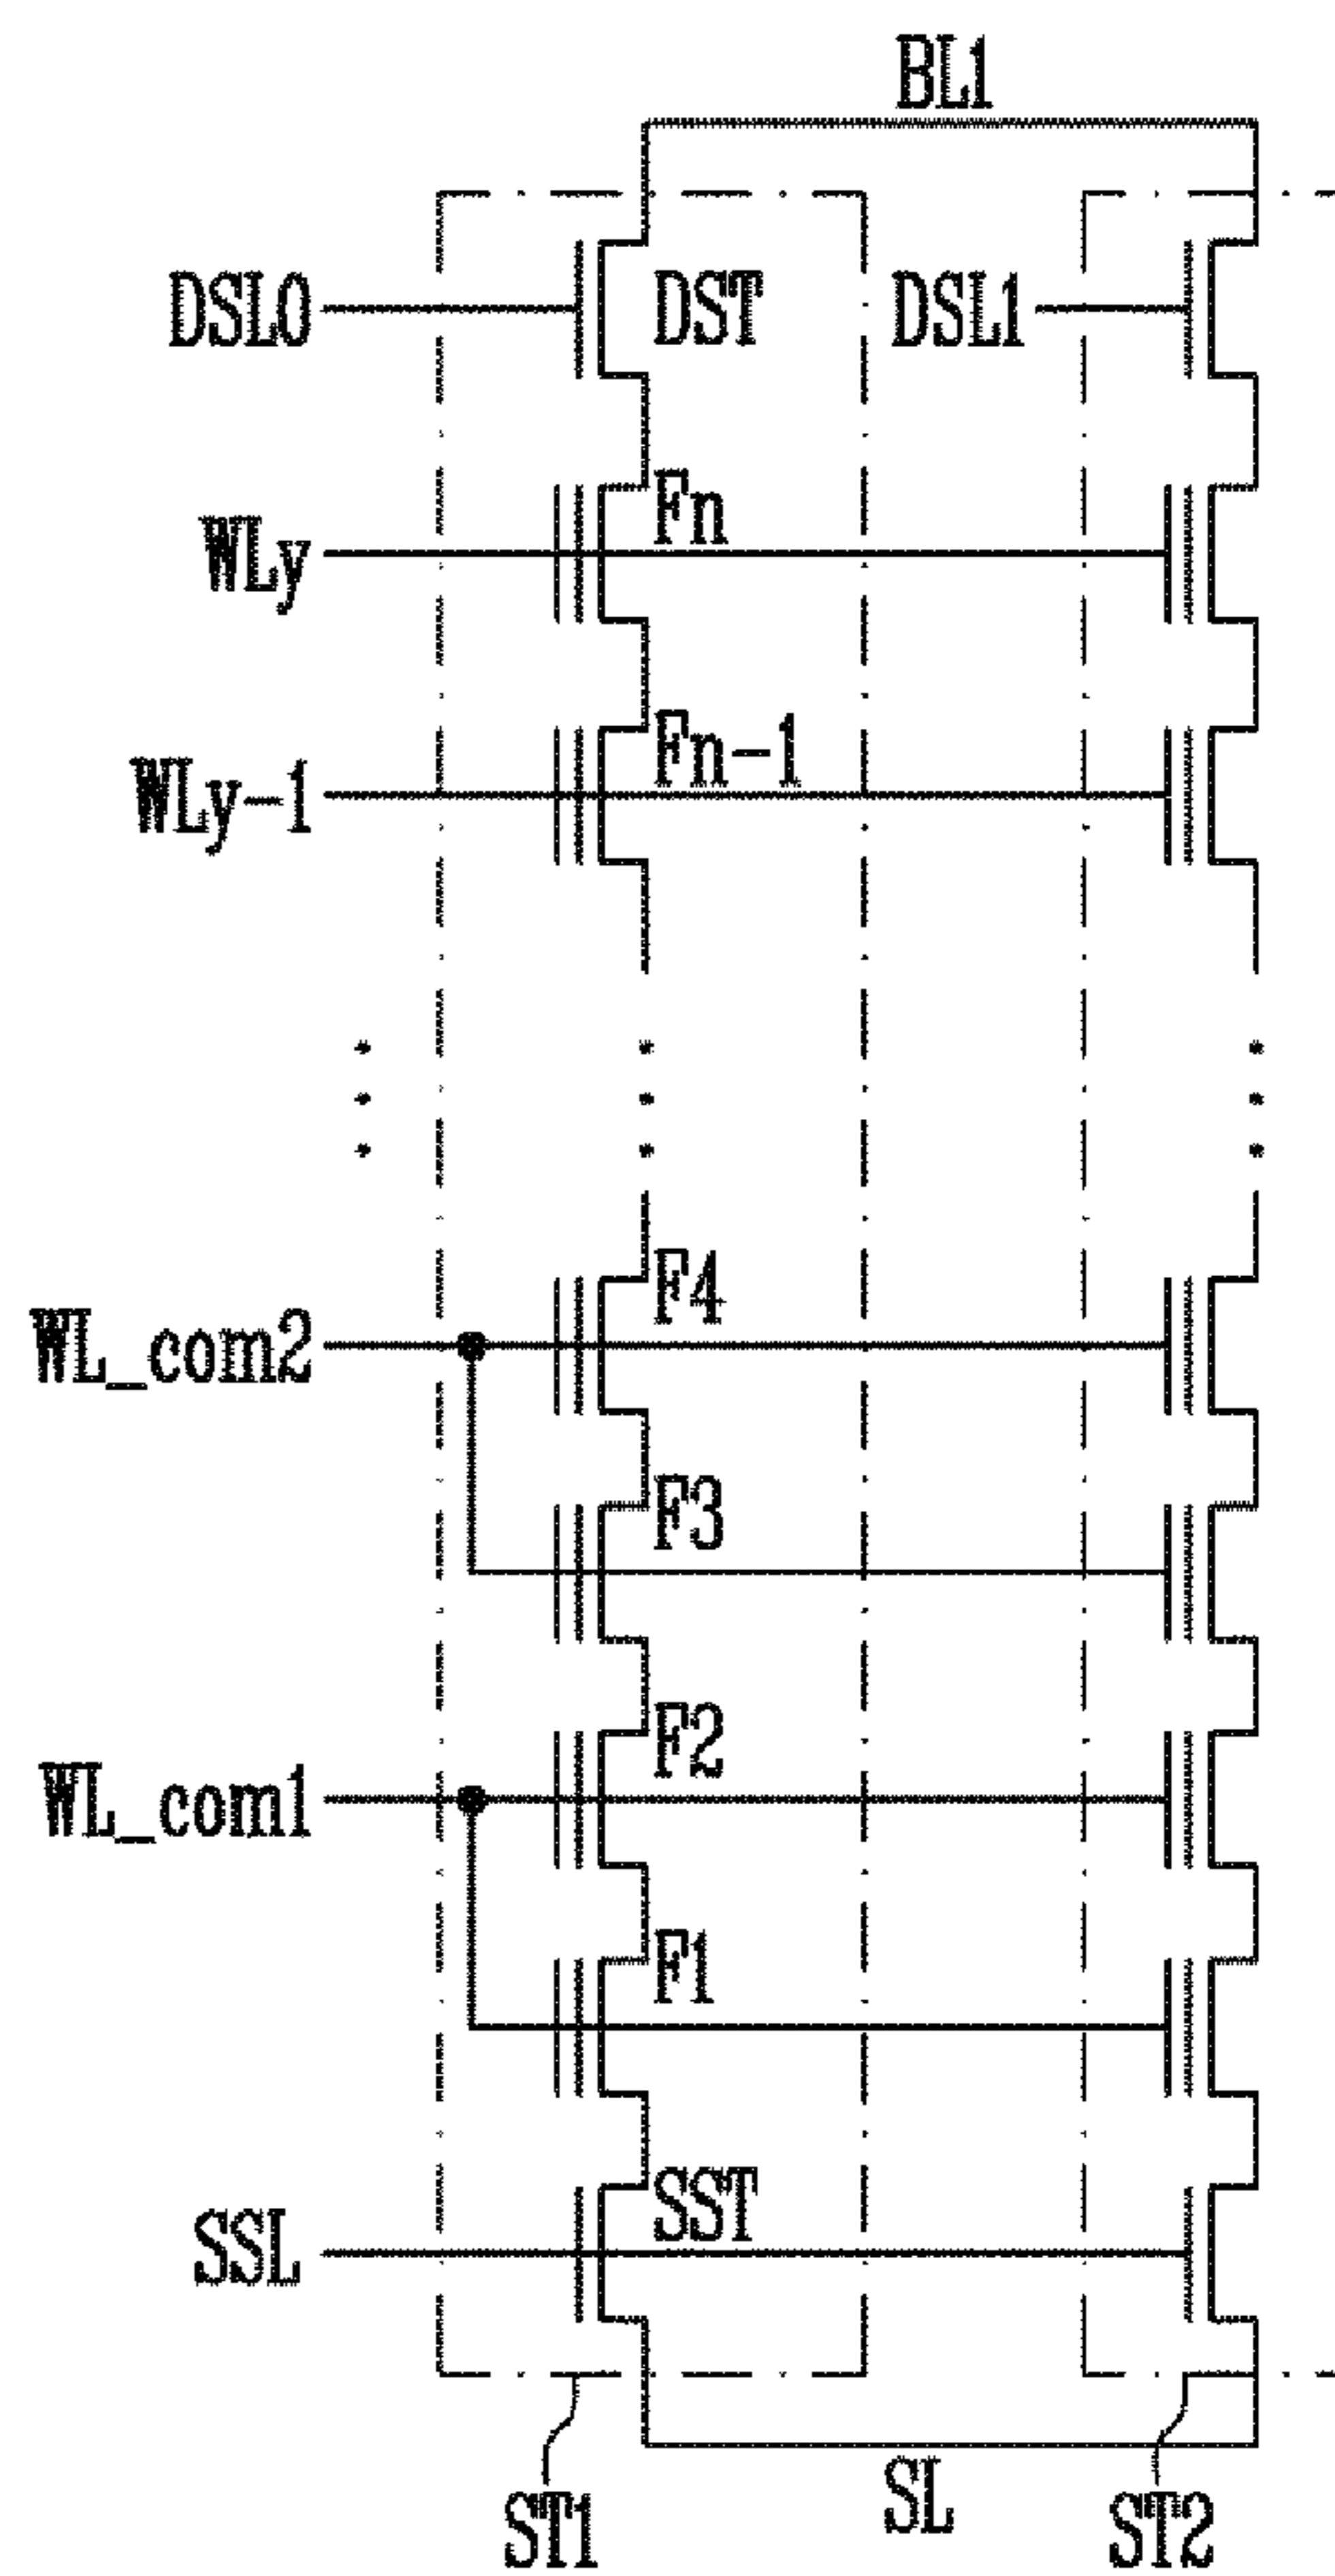 BL1
DSL0
DST
DSL1
Fn
WLy
Fn-1
WLy-1
F4
WL_com2
F3
F2
WL_com1
F1
SST
SSL
SL
ST1
ST2